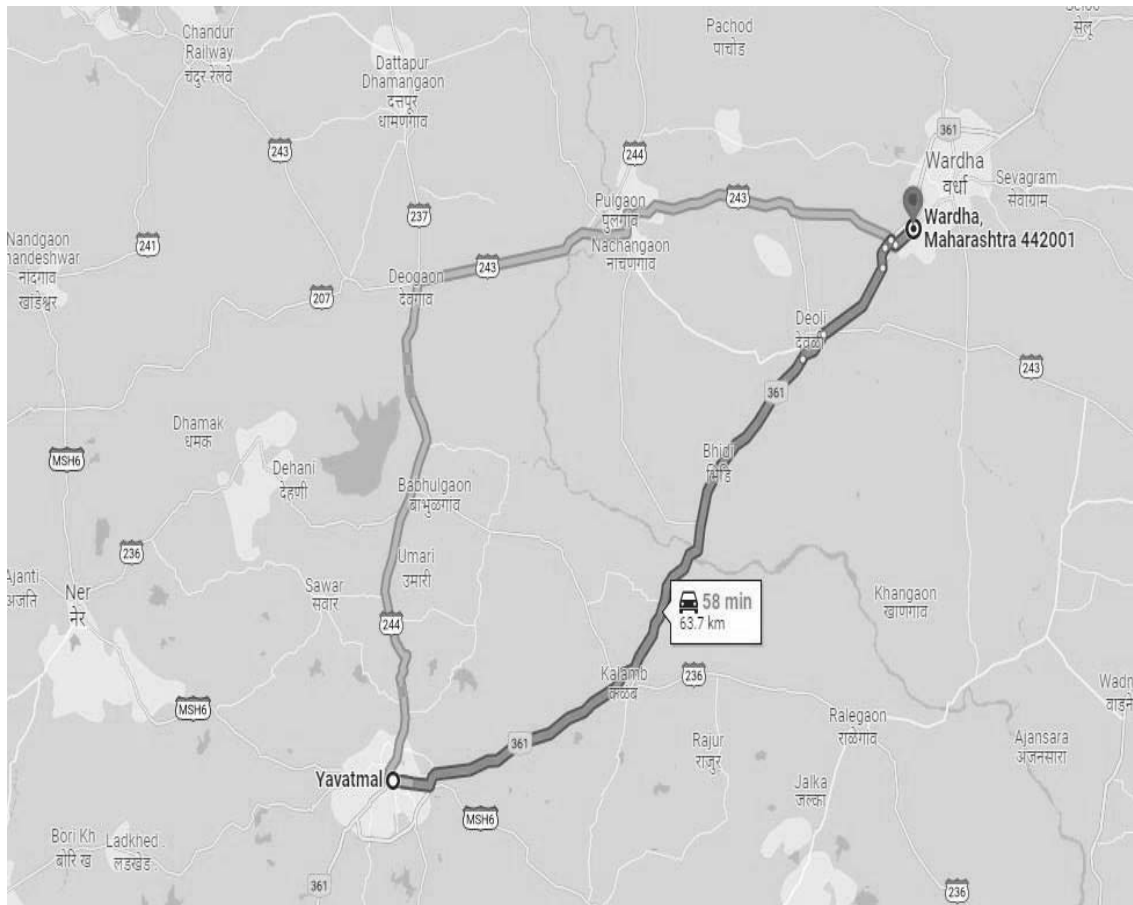 Chandur
Railway
चंदुर रेलवे
Pachod
पाचोड
सेलू
Dattapur
Dhamangaon
दत्तापूर
धामणगाव
243
244
361
Wardha
वर्धा
Sevagram
सेवाग्राम
Pulgaon
पुलगाव
243
Wardha,
Maharashtra 442001
237
Nachangaon
नाचणगाव
Nandgaon
handeshwar
नांदगाव
खांडेश्वर
241
243
Deogaon
देवगाव
207
Deoli
देवळी
243
361
Dhamak
धमक
MSH6
Dehani
देहणी
Bhidi
भिडि
Babhulgaon
बाभुळगाव
236
Umari
उमारी
Ajanti
अजंति
Ner
नेर
Sawar
सवार
244
58 min
63.7 km
Khangaon
खाणगाव
Kalamb
कळंब
236
MSH6
Wadn
वाडने
Ralegaon
राळेगाव
Ajansara
अजनसारा
Rajur
राजुर
361
Yavatmal
Jalka
जल्का
MSH6
Bori Kh
बोरि ख
Ladkhed
लडखेड
361
236